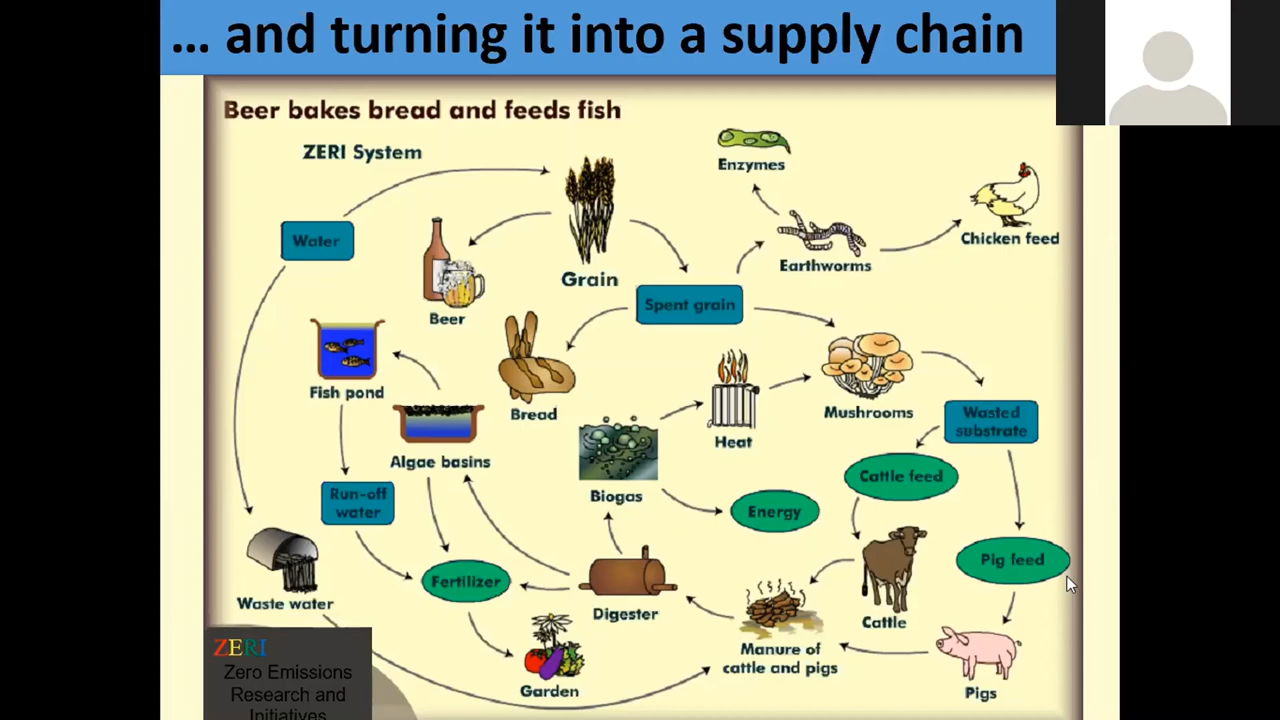 ... and turning it into a supply chain
Beer bakes bread and feeds fish
ZERI System
Enzymes
Water
Grain
Earthworms
Chicken feed
Beer
Spent grain
Fish pond
Bread
Heat
Mushrooms
Wasted
substrate
Algae basins
Biogas
Cattle feed
Run-off
water
Energy
Pig feed
Fertilizer
Waste water
Digester
Cattle
Manure of
cattle and pigs
Garden
Pigs
ZERI
Zero Emissions
Research and
Initiatives